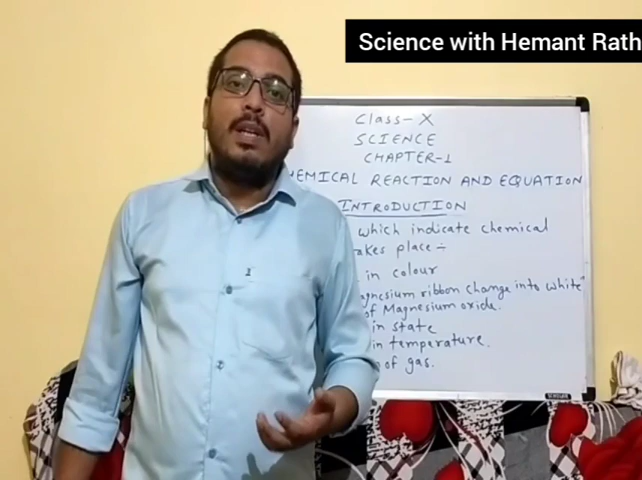 Science with Hemant Rath
Class-X
SCIENCE
CHAPTER-1
HEMICAL REACTION AND EQUATION
INTRODUCTION
which indicate chemical
akes place :-
in colour
agnesium ribbon change into white"
of Magnesium oxide.
in state
in temperature.
of gas.